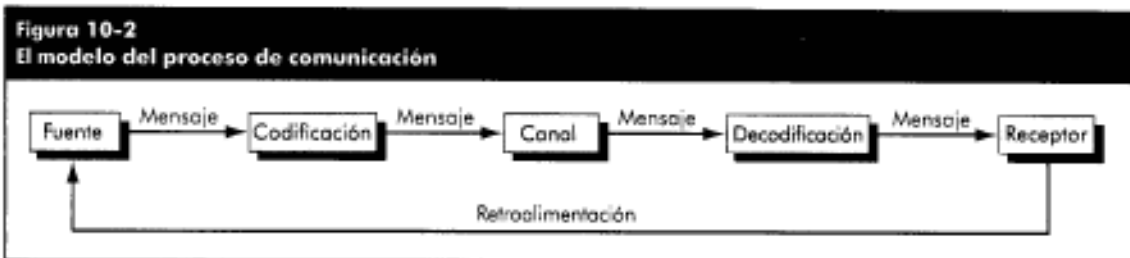 Figura 10-2
El modelo del proceso de comunicación
Fuente Mensaje Codificación Mensaje Canal Mensaje Decodificación Mensaje Receptor
Retroalimentación